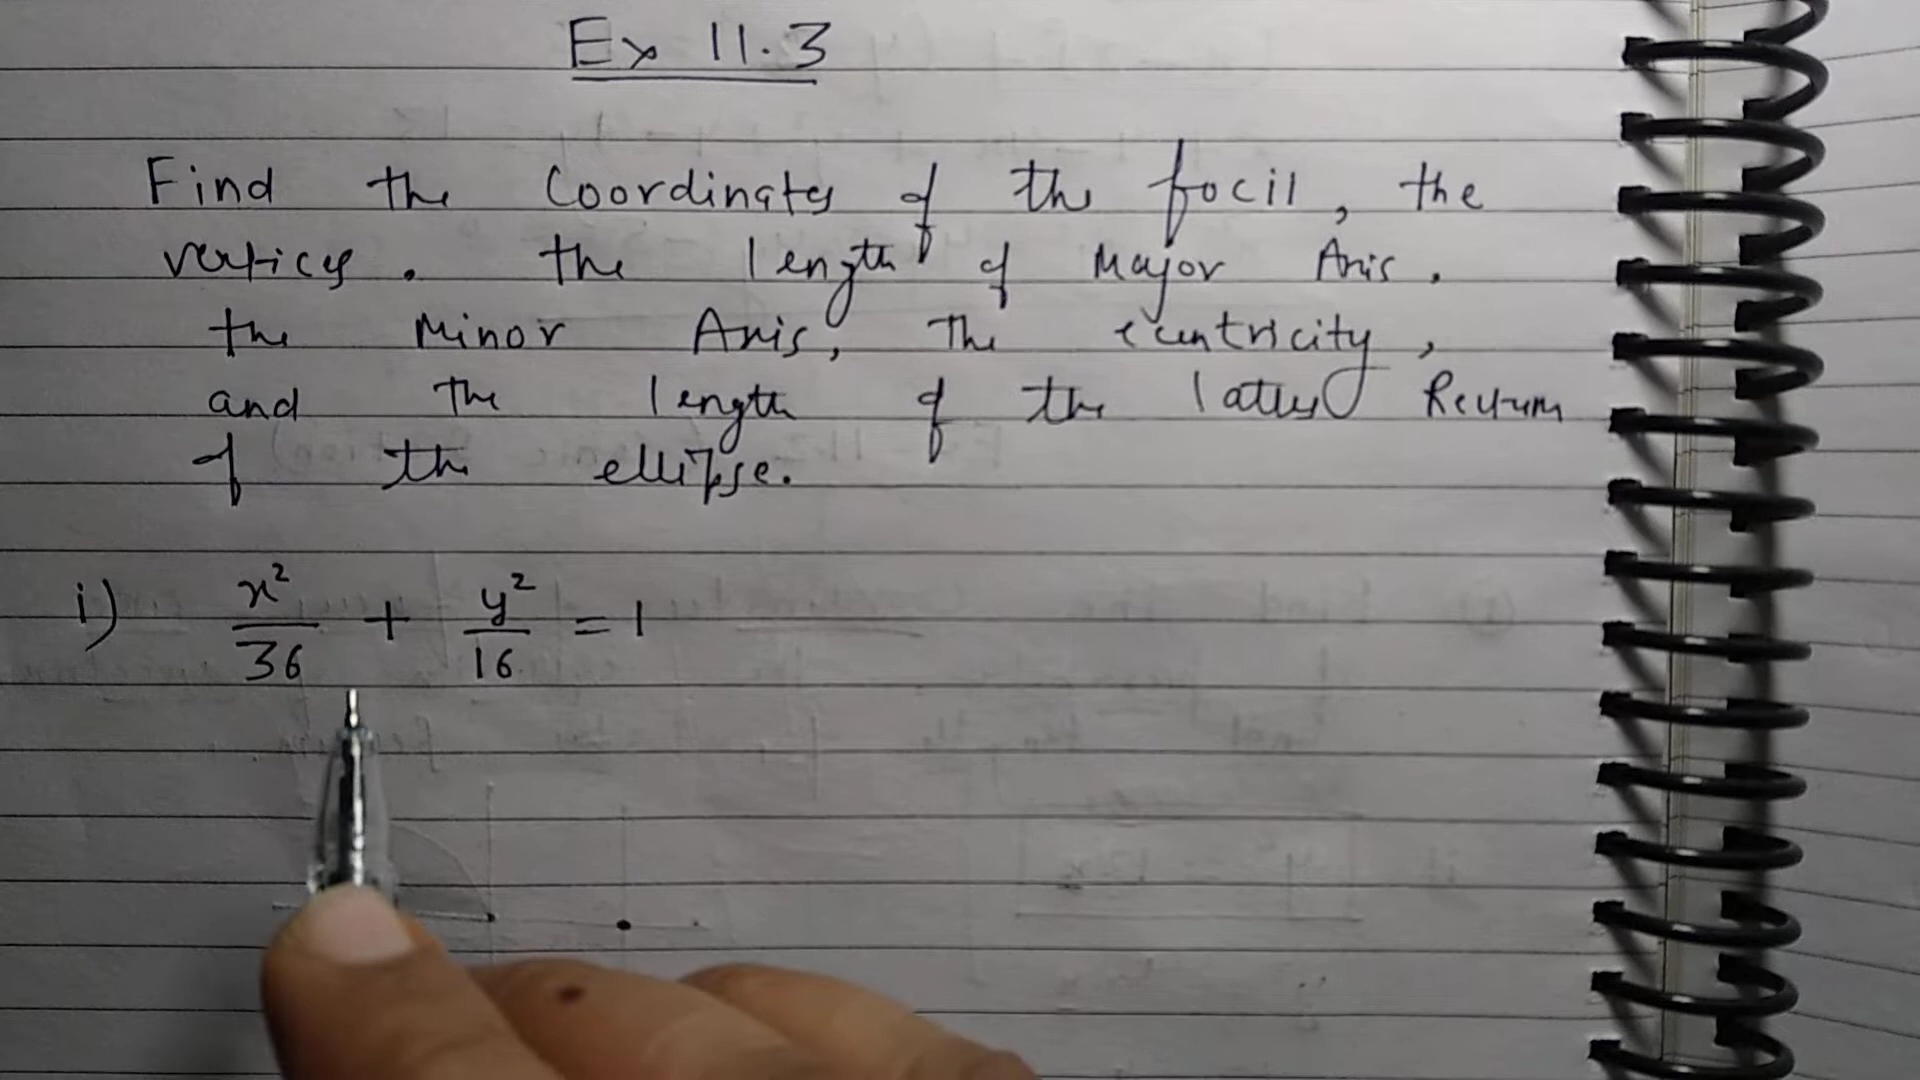 Ex 11.3
Find the Coordinates of the focii, the
vertices, the length of Major Axis,
the Minor Axis, The eccentricity,
and the length of the latus Rectum
of the ellipse.
i) x²/36 + y²/16 = 1